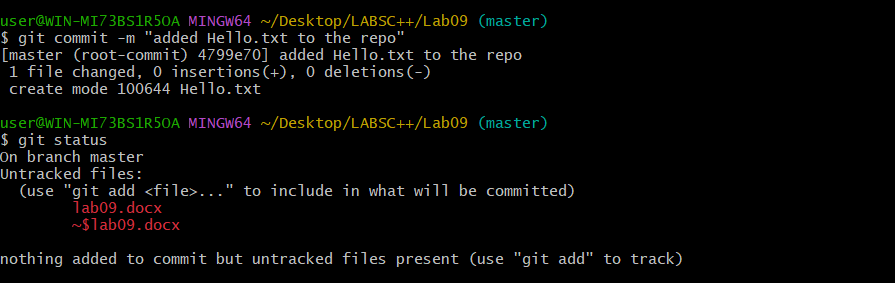 user@WIN-MI73BS1R5OA MINGW64 ~/Desktop/LABSC++/Lab09 (master)
$ git commit -m "added Hello.txt to the repo"
[master (root-commit) 4799e70] added Hello.txt to the repo
 1 file changed, 0 insertions(+), 0 deletions(-)
 create mode 100644 Hello.txt

user@WIN-MI73BS1R5OA MINGW64 ~/Desktop/LABSC++/Lab09 (master)
$ git status
On branch master
Untracked files:
  (use "git add <file>..." to include in what will be committed)
        lab09.docx
        ~$lab09.docx

nothing added to commit but untracked files present (use "git add" to track)